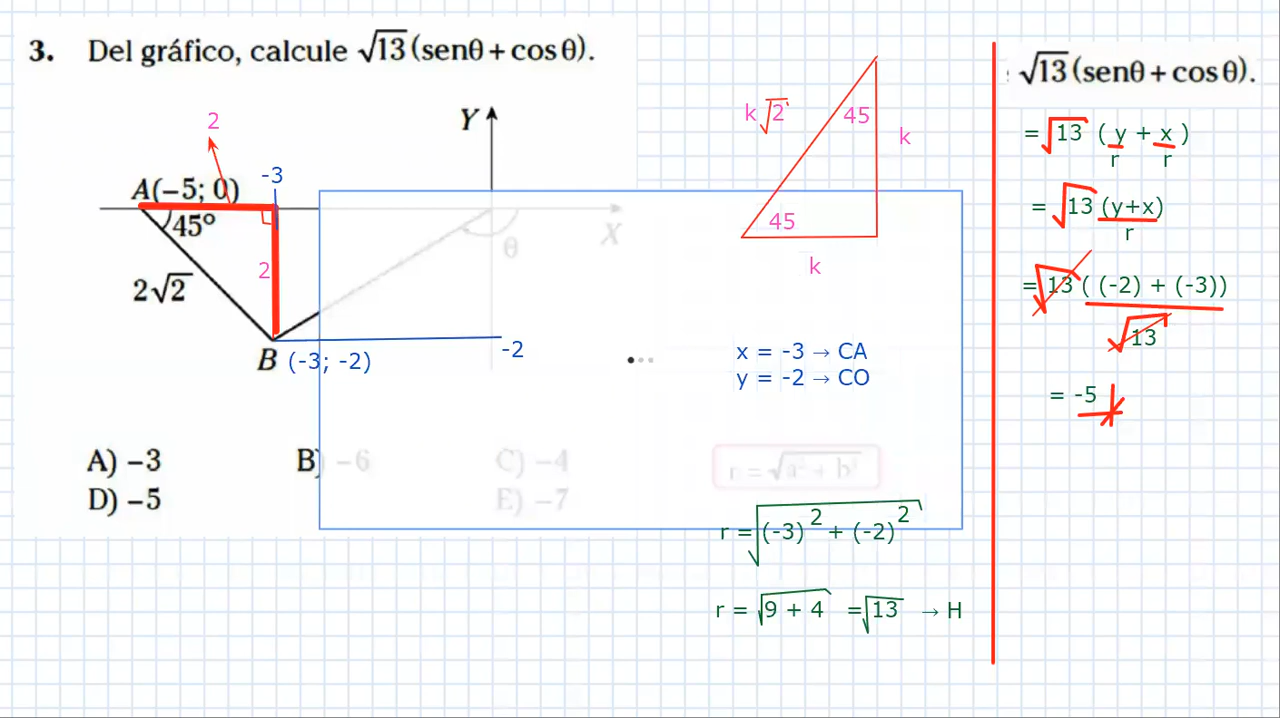 3. Del gráfico, calcule √13(senθ + cosθ).
Y
2
-3
A(−5; 0)
45°
X
θ
2
2√2
-2
B (-3; -2)
A) −3
B) −6
C) −4
D) −5
E) −7
k√2
45
k
45
k
x = -3 → CA
y = -2 → CO
r = √a² + b²
r = √(-3)² + (-2)²
r = √9 + 4 = √13 → H
√13(senθ + cosθ).
= √13 (y/r + x/r)
= √13 (y+x)/r
= √13 ((-2) + (-3))/√13
= -5